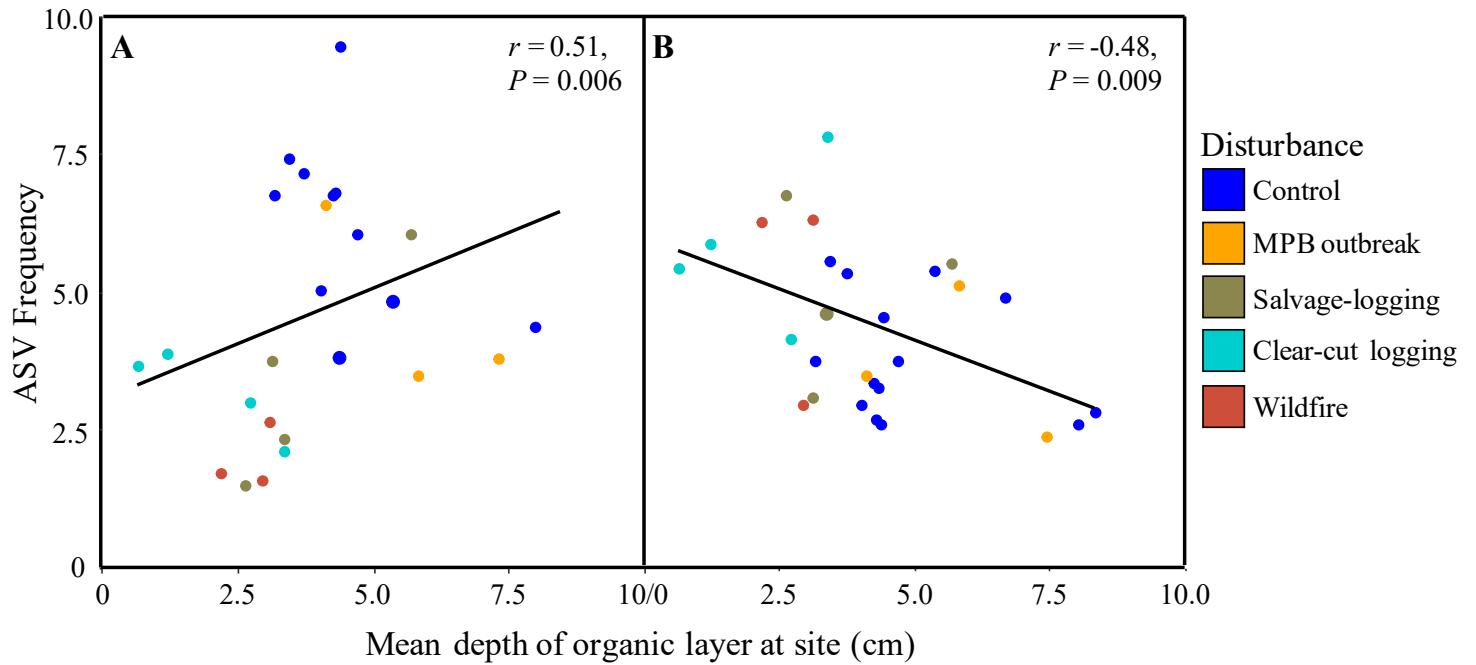 A
r = 0.51,
P = 0.006
B
r = -0.48,
P = 0.009
ASV Frequency
10.0
7.5
5.0
2.5
0
0
2.5
5.0
7.5
10/0
2.5
5.0
7.5
10.0
Mean depth of organic layer at site (cm)
Disturbance
Control
MPB outbreak
Salvage-logging
Clear-cut logging
Wildfire